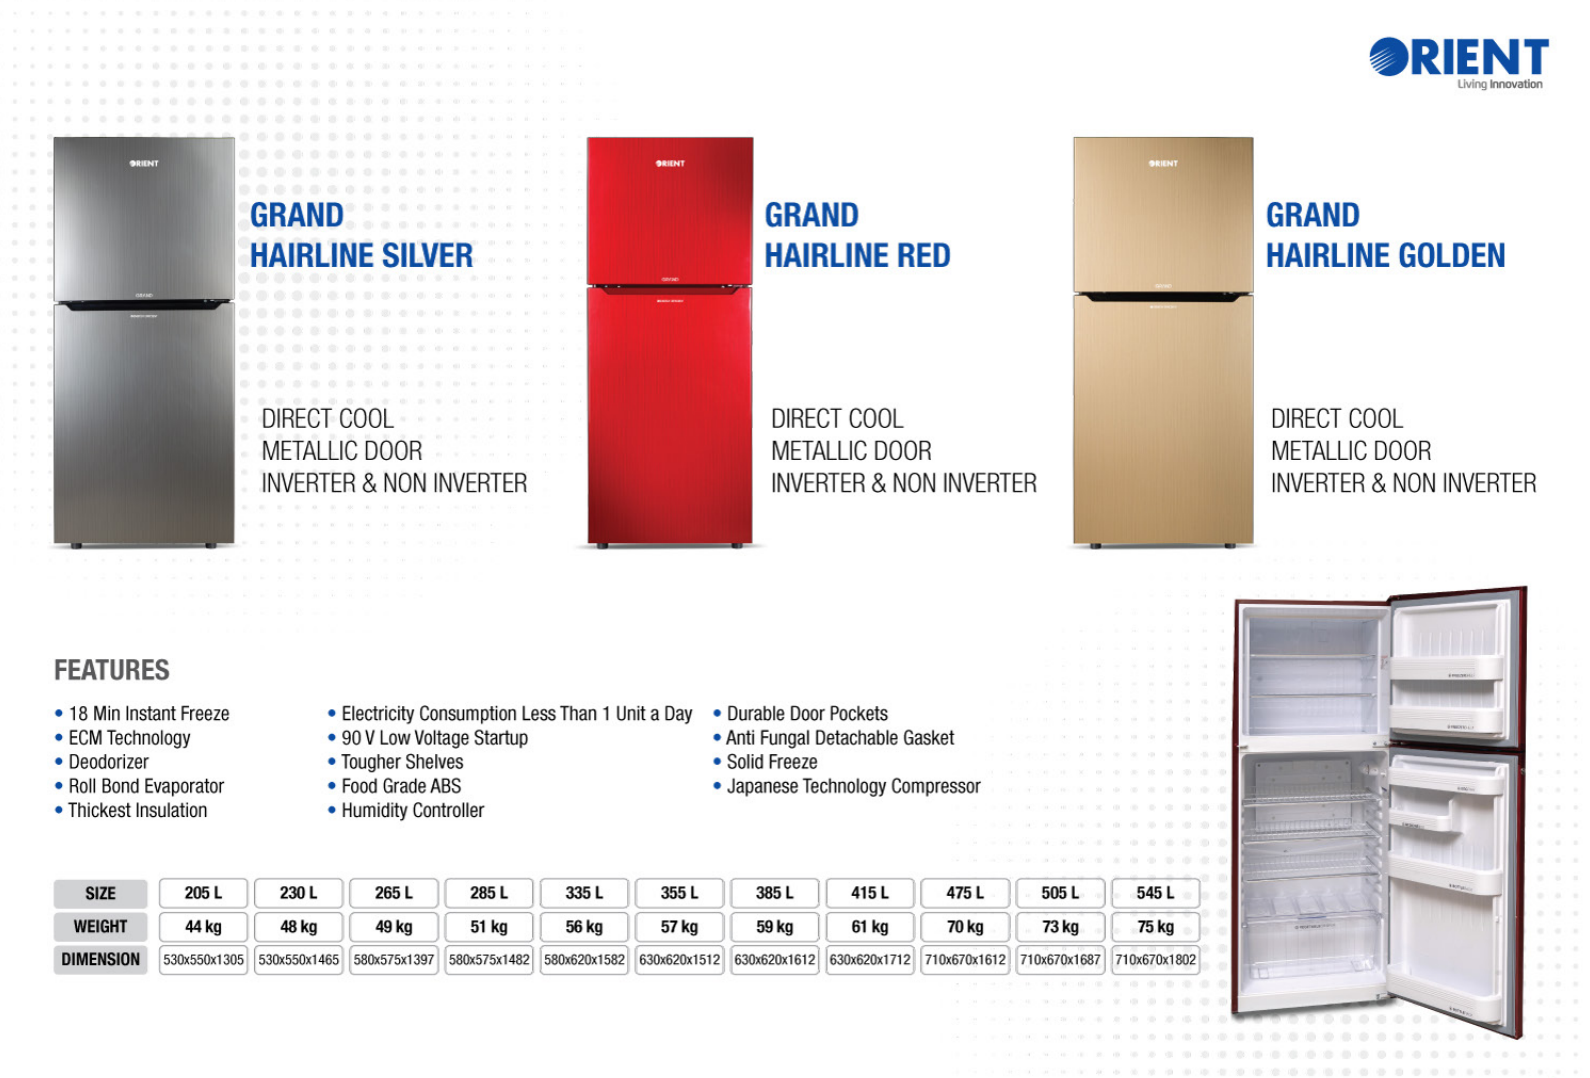 ORIENT
Living Innovation
ORIENT
GRAND
GRAND
HAIRLINE SILVER
DIRECT COOL
METALLIC DOOR
INVERTER & NON INVERTER
ORIENT
GRAND
GRAND
HAIRLINE RED
DIRECT COOL
METALLIC DOOR
INVERTER & NON INVERTER
ORIENT
GRAND
GRAND
HAIRLINE GOLDEN
DIRECT COOL
METALLIC DOOR
INVERTER & NON INVERTER
FEATURES
• 18 Min Instant Freeze
• ECM Technology
• Deodorizer
• Roll Bond Evaporator
• Thickest Insulation
• Electricity Consumption Less Than 1 Unit a Day
• 90 V Low Voltage Startup
• Tougher Shelves
• Food Grade ABS
• Humidity Controller
• Durable Door Pockets
• Anti Fungal Detachable Gasket
• Solid Freeze
• Japanese Technology Compressor
SIZE 205 L 230 L 265 L 285 L 335 L 355 L 385 L 415 L 475 L 505 L 545 L
WEIGHT 44 kg 48 kg 49 kg 51 kg 56 kg 57 kg 59 kg 61 kg 70 kg 73 kg 75 kg
DIMENSION 530x550x1305 530x550x1465 580x575x1397 580x575x1482 580x620x1582 630x620x1512 630x620x1612 630x620x1712 710x670x1612 710x670x1687 710x670x1802